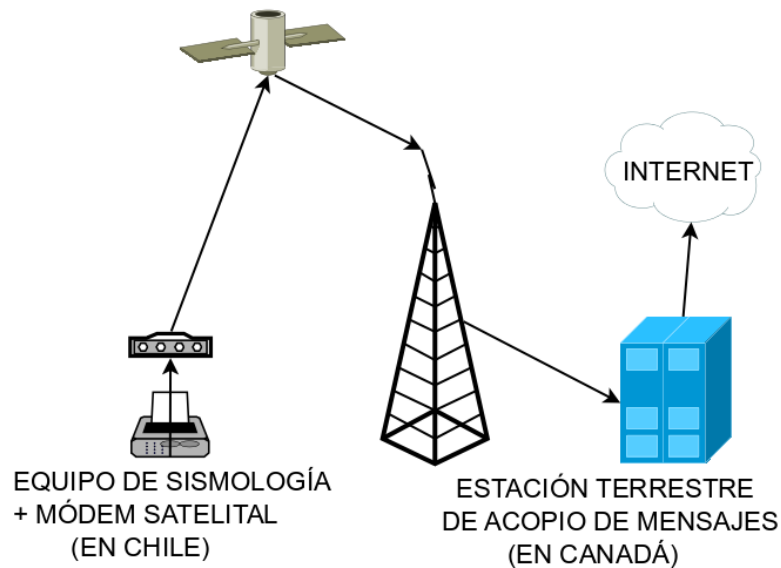 INTERNET
EQUIPO DE SISMOLOGÍA
+ MÓDEM SATELITAL
(EN CHILE)
ESTACIÓN TERRESTRE
DE ACOPIO DE MENSAJES
(EN CANADÁ)